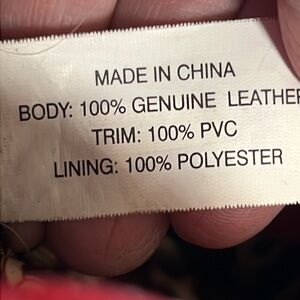 MADE IN CHINA
BODY: 100% GENUINE LEATHER
TRIM: 100% PVC
LINING: 100% POLYESTER